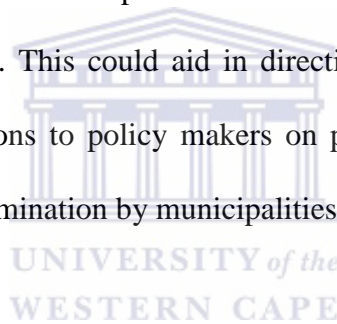 . This could aid in directi
ons to policy makers on p
mination by municipalities
UNIVERSITY of the
WESTERN CAPE